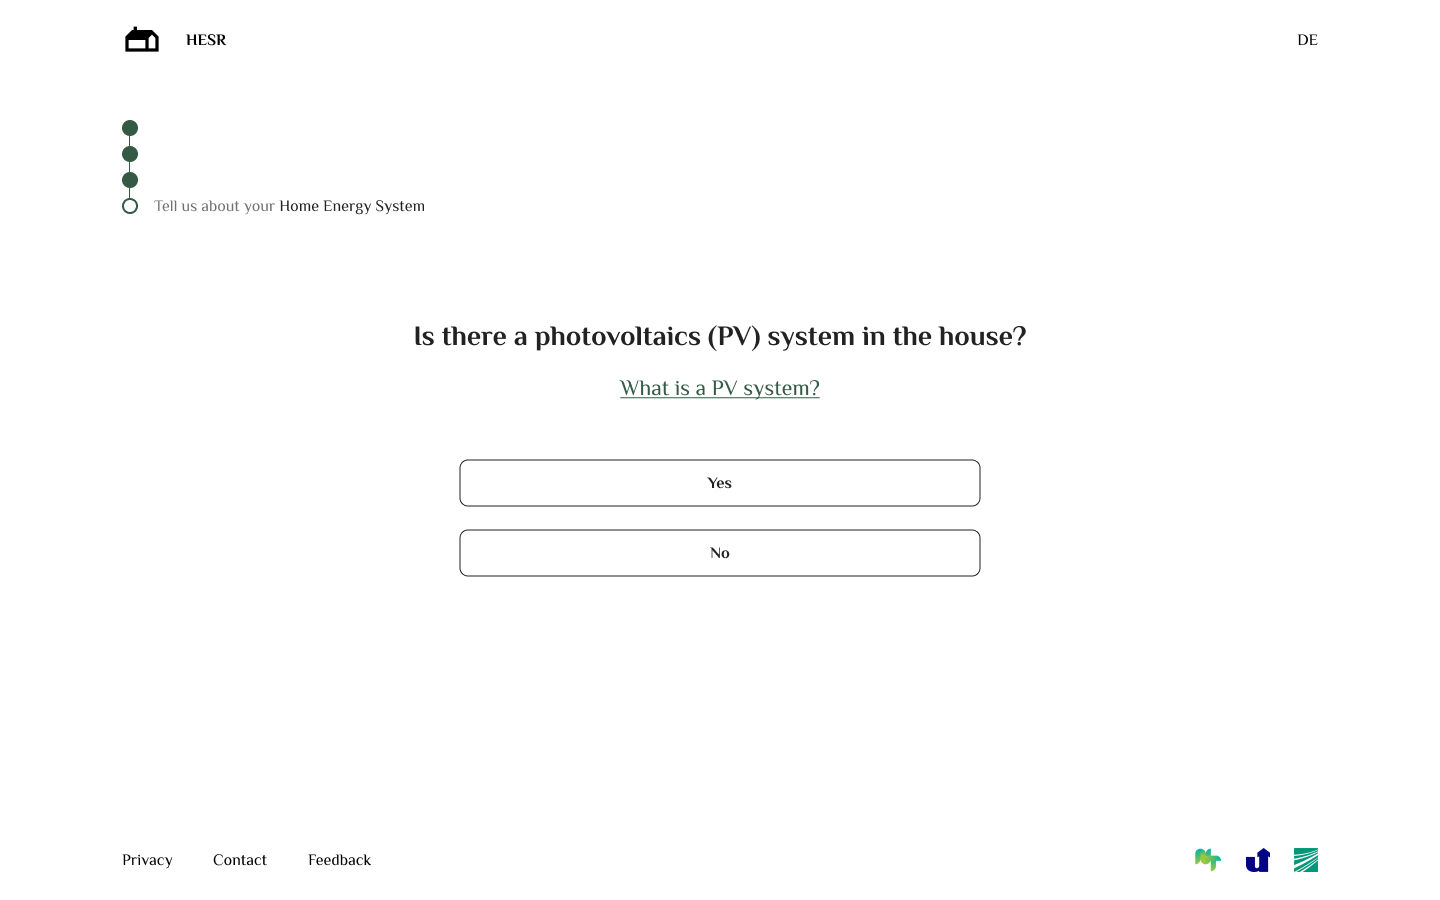 HESR
DE
Tell us about your Home Energy System
Is there a photovoltaics (PV) system in the house?
What is a PV system?
Yes
No
Privacy
Contact
Feedback